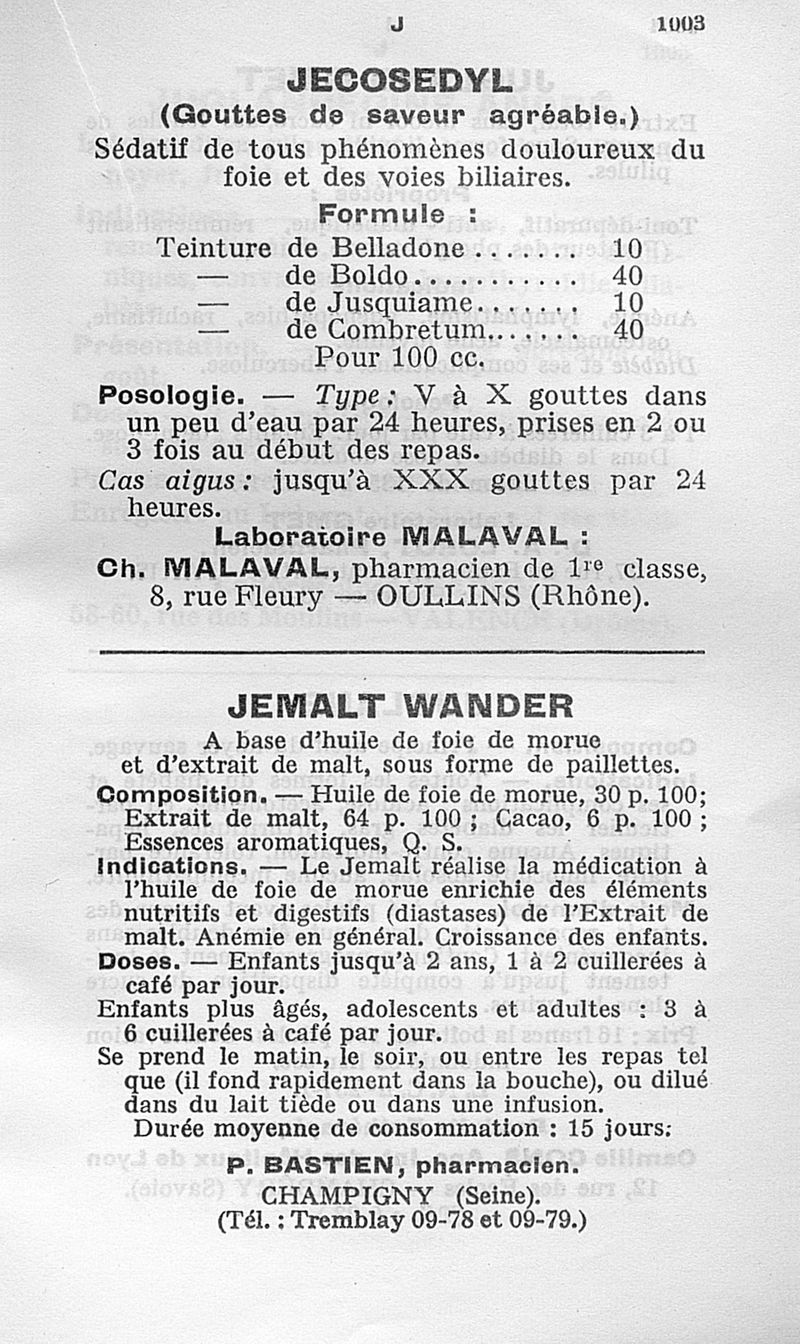 J 1003
JECOSEDYL
(Gouttes de saveur agréable.)
Sédatif de tous phénomènes douloureux du
foie et des voies biliaires.
Formule :
Teinture de Belladone ....... 10
— de Boldo............ 40
— de Jusquiame....... 10
— de Combretum...... 40
Pour 100 cc.
Posologie. — Type : V à X gouttes dans
un peu d'eau par 24 heures, prises en 2 ou
3 fois au début des repas.
Cas aigus : jusqu'à XXX gouttes par 24
heures.
Laboratoire MALAVAL :
Ch. MALAVAL, pharmacien de 1re classe,
8, rue Fleury — OULLINS (Rhône).
JEMALT WANDER
A base d'huile de foie de morue
et d'extrait de malt, sous forme de paillettes.
Composition. — Huile de foie de morue, 30 p. 100;
Extrait de malt, 64 p. 100 ; Cacao, 6 p. 100 ;
Essences aromatiques, Q. S.
Indications. — Le Jemalt réalise la médication à
l'huile de foie de morue enrichie des éléments
nutritifs et digestifs (diastases) de l'Extrait de
malt. Anémie en général. Croissance des enfants.
Doses. — Enfants jusqu'à 2 ans, 1 à 2 cuillerées à
café par jour.
Enfants plus âgés, adolescents et adultes : 3 à
6 cuillerées à café par jour.
Se prend le matin, le soir, ou entre les repas tel
que (il fond rapidement dans la bouche), ou dilué
dans du lait tiède ou dans une infusion.
Durée moyenne de consommation : 15 jours.
P. BASTIEN, pharmacien.
CHAMPIGNY (Seine).
(Tél. : Tremblay 09-78 et 09-79.)